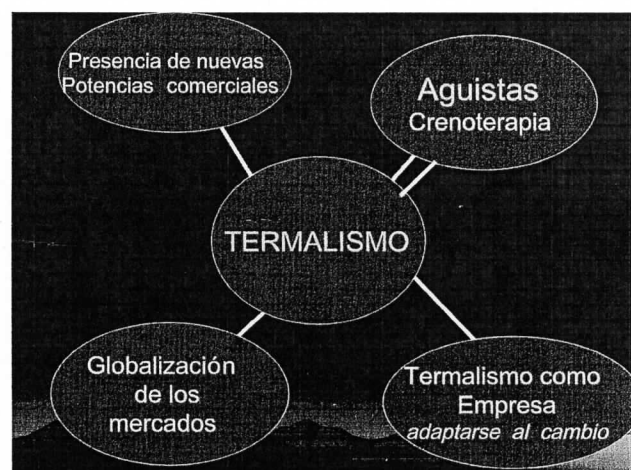 Presencia de nuevas
Potencias comerciales
Aguistas
Crenoterapia
TERMALISMO
Globalización
de los
mercados
Termalismo como
Empresa
adaptarse al cambio